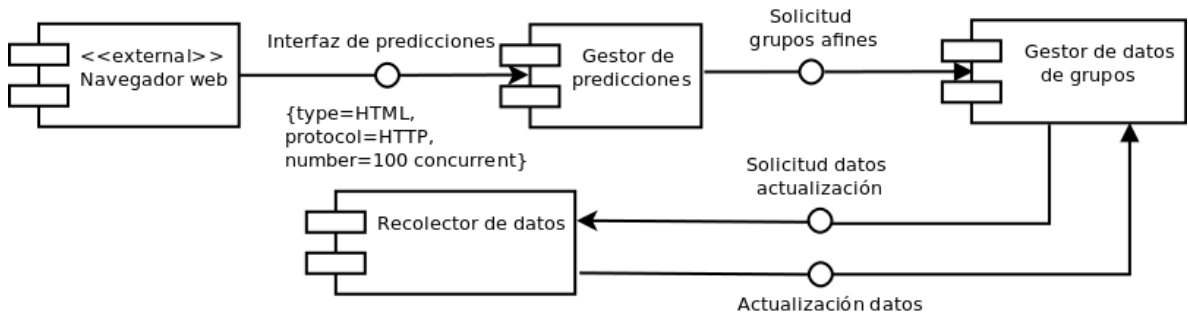 <<external>>
Navegador web
Interfaz de predicciones
{type=HTML,
protocol=HTTP,
number=100 concurrent}
Gestor de
predicciones
Solicitud
grupos afines
Gestor de datos
de grupos
Solicitud datos
actualización
Recolector de datos
Actualización datos